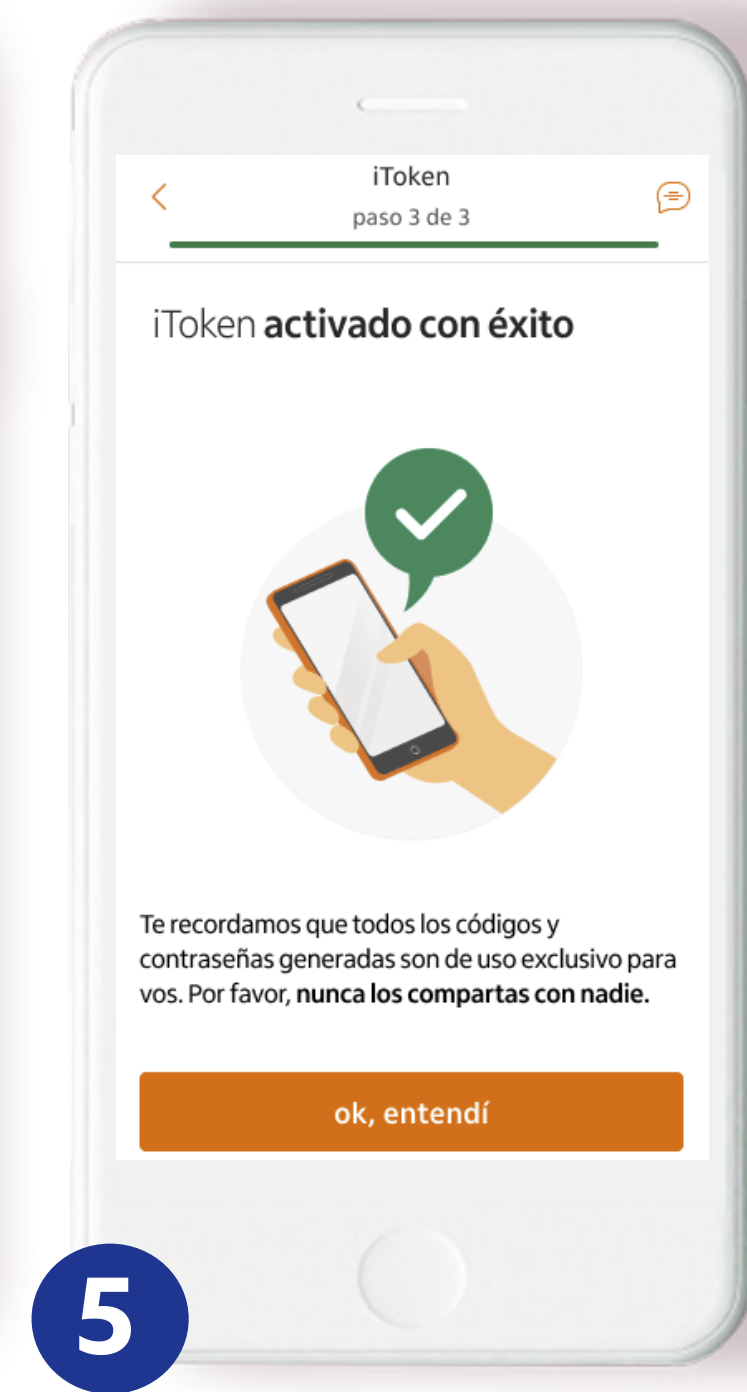 iToken
paso 3 de 3
iToken activado con éxito
Te recordamos que todos los códigos y
contraseñas generadas son de uso exclusivo para
vos. Por favor, nunca los compartas con nadie.
ok, entendí
5